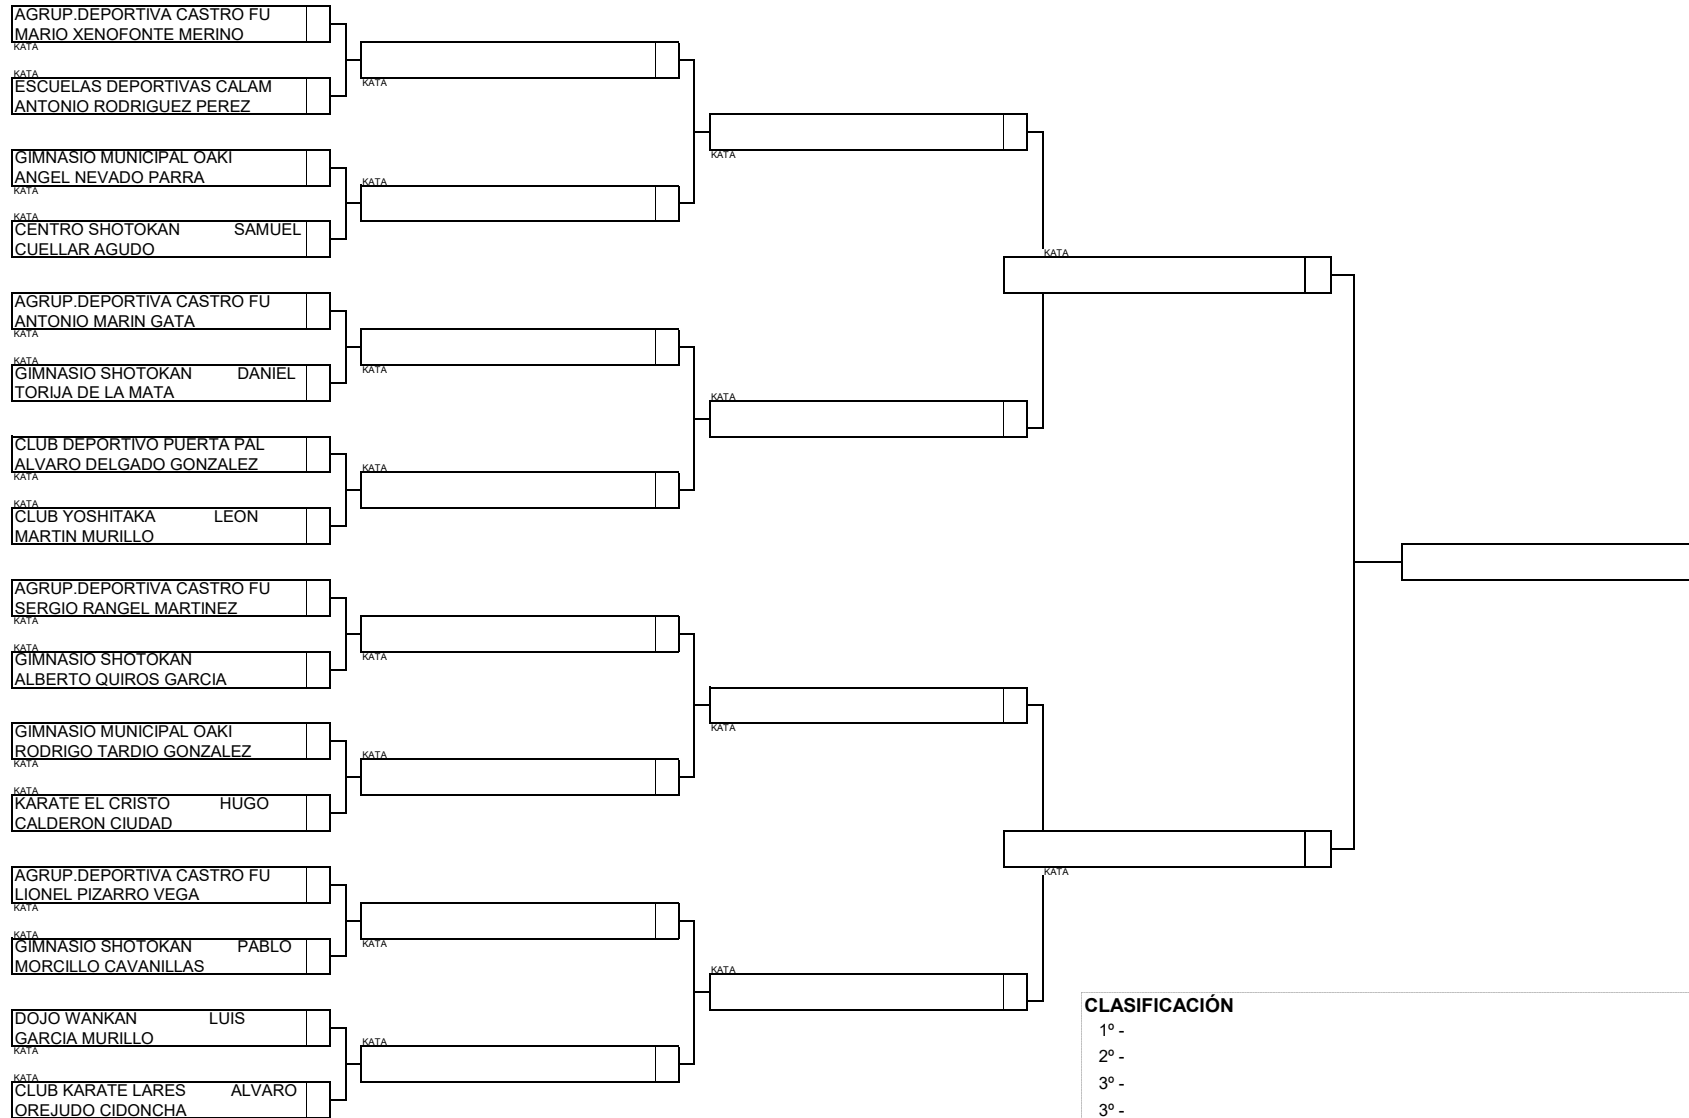 AGRUP.DEPORTIVA CASTRO FU
MARIO XENOFONTE MERINO
KATA
KATA
ESCUELAS DEPORTIVAS CALAM
ANTONIO RODRIGUEZ PEREZ
GIMNASIO MUNICIPAL OAKI
ANGEL NEVADO PARRA
KATA
KATA
CENTRO SHOTOKAN SAMUEL
CUELLAR AGUDO
AGRUP.DEPORTIVA CASTRO FU
ANTONIO MARIN GATA
KATA
KATA
GIMNASIO SHOTOKAN DANIEL
TORIJA DE LA MATA
CLUB DEPORTIVO PUERTA PAL
ALVARO DELGADO GONZALEZ
KATA
KATA
CLUB YOSHITAKA LEON
MARTIN MURILLO
AGRUP.DEPORTIVA CASTRO FU
SERGIO RANGEL MARTINEZ
KATA
KATA
GIMNASIO SHOTOKAN
ALBERTO QUIROS GARCIA
GIMNASIO MUNICIPAL OAKI
RODRIGO TARDIO GONZALEZ
KATA
KATA
KARATE EL CRISTO HUGO
CALDERON CIUDAD
AGRUP.DEPORTIVA CASTRO FU
LIONEL PIZARRO VEGA
KATA
KATA
GIMNASIO SHOTOKAN PABLO
MORCILLO CAVANILLAS
DOJO WANKAN LUIS
GARCIA MURILLO
KATA
KATA
CLUB KARATE LARES ALVARO
OREJUDO CIDONCHA
KATA
KATA
KATA
KATA
KATA
KATA
KATA
KATA
KATA
KATA
KATA
KATA
KATA
KATA
CLASIFICACIÓN
1º -
2º -
3º -
3º -